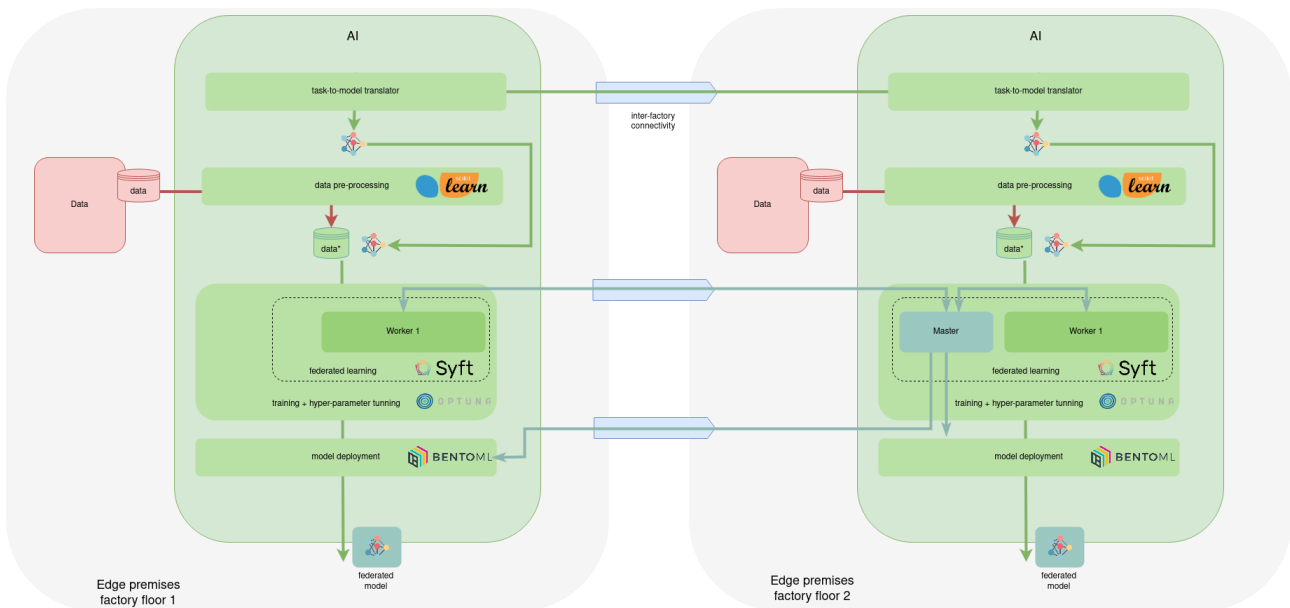 AI
task-to-model translator
data
Data
data pre-processing
scikit
learn
data*
Worker 1
federated learning
Syft
training + hyper-parameter tunning
OPTUNA
model deployment
BENTOML
federated
model
Edge premises
factory floor 1
inter-factory
connectivity
AI
task-to-model translator
data
Data
data pre-processing
scikit
learn
data*
Master
Worker 1
federated learning
Syft
training + hyper-parameter tunning
OPTUNA
model deployment
BENTOML
federated
model
Edge premises
factory floor 2